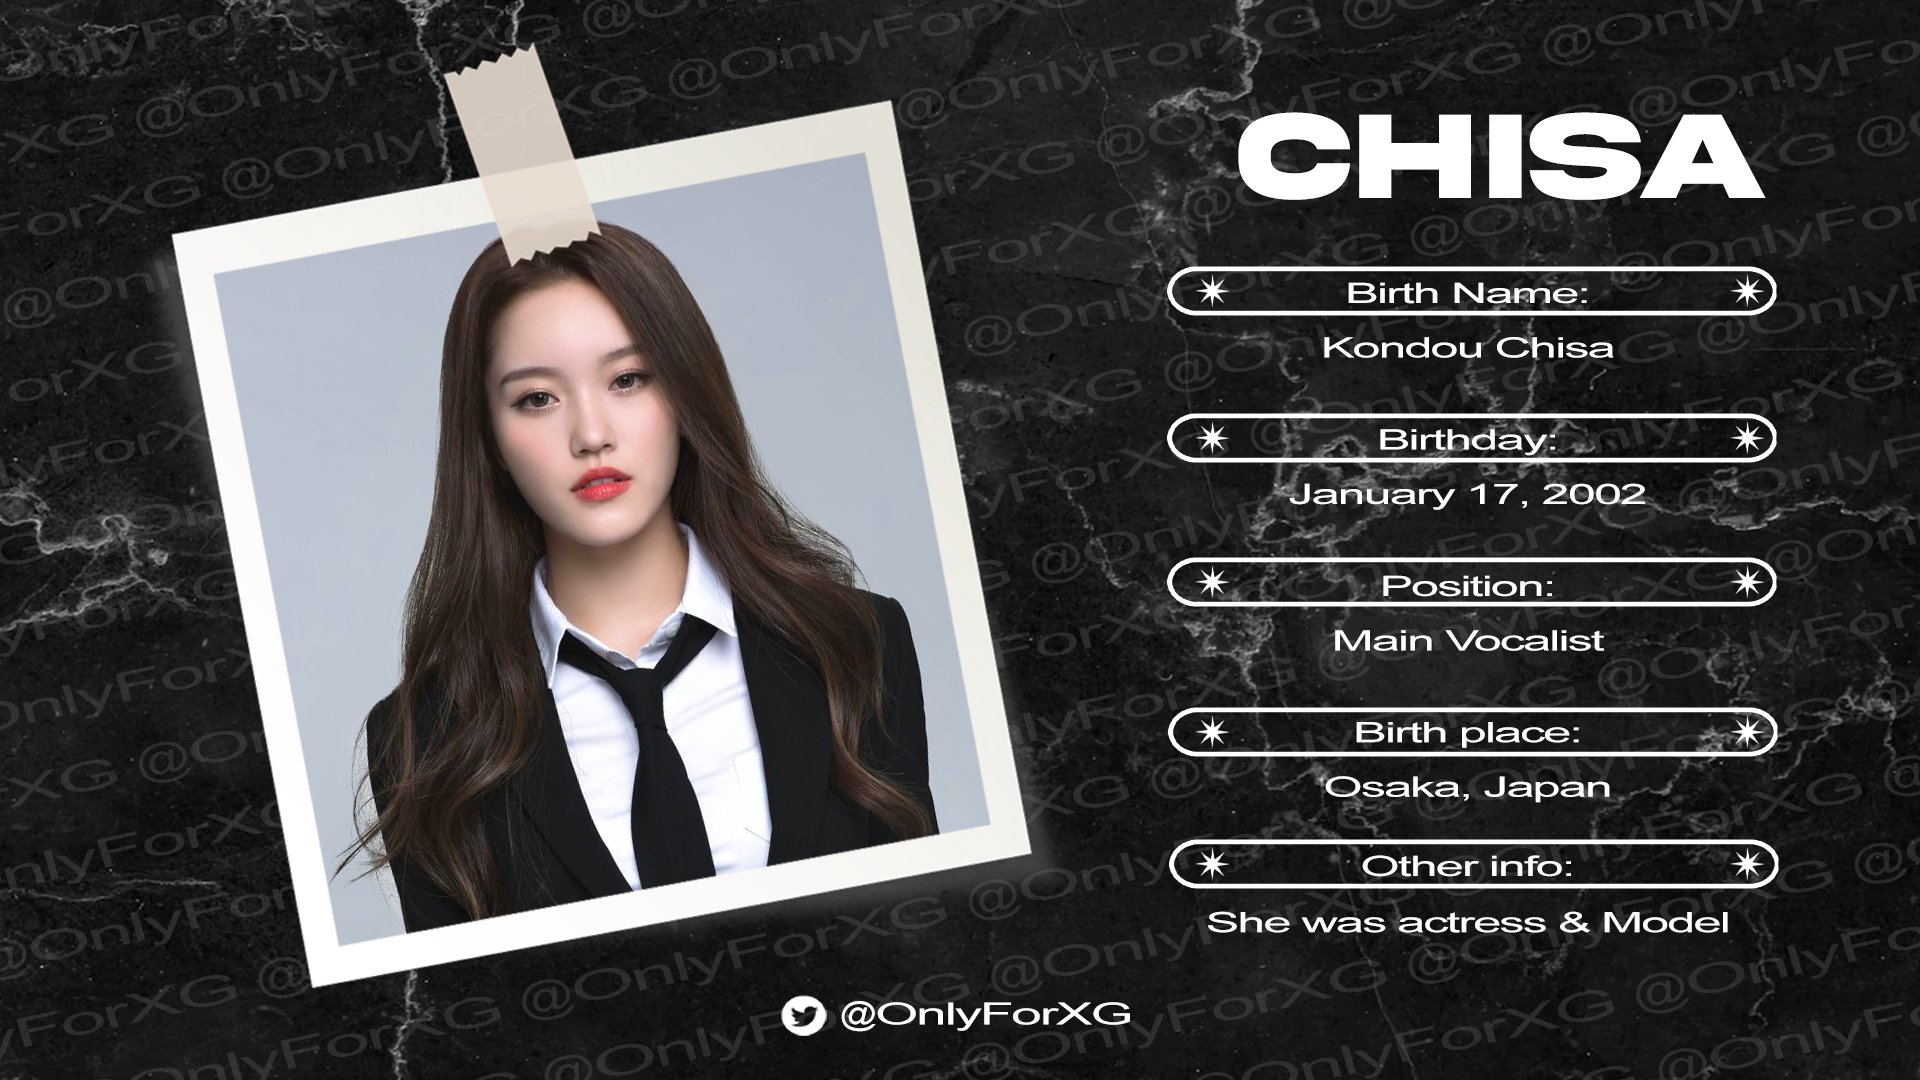 CHISA
Birth Name:
Kondou Chisa
Birthday:
January 17, 2002
Position:
Main Vocalist
Birth place:
Osaka, Japan
Other info:
She was actress & Model
@OnlyForXG